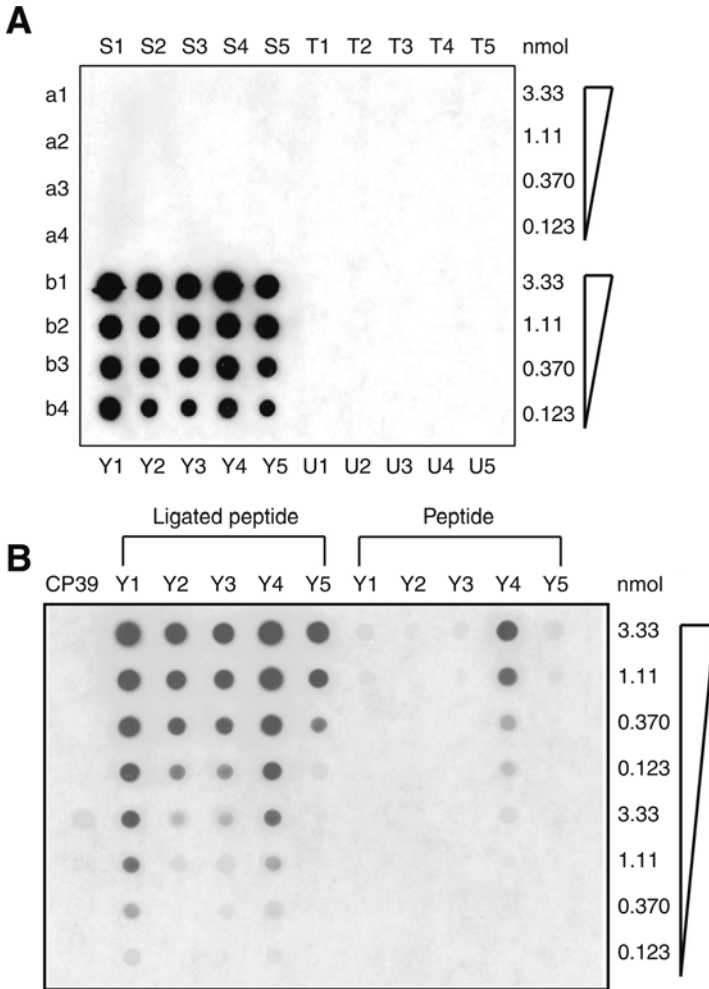 A
S1 S2 S3 S4 S5 T1 T2 T3 T4 T5 nmol
a1 3.33
a2 1.11
a3 0.370
a4 0.123
b1 3.33
b2 1.11
b3 0.370
b4 0.123
Y1 Y2 Y3 Y4 Y5 U1 U2 U3 U4 U5
Ligated peptide Peptide
B
CP39 Y1 Y2 Y3 Y4 Y5 Y1 Y2 Y3 Y4 Y5 nmol
3.33
1.11
0.370
0.123
3.33
1.11
0.370
0.123